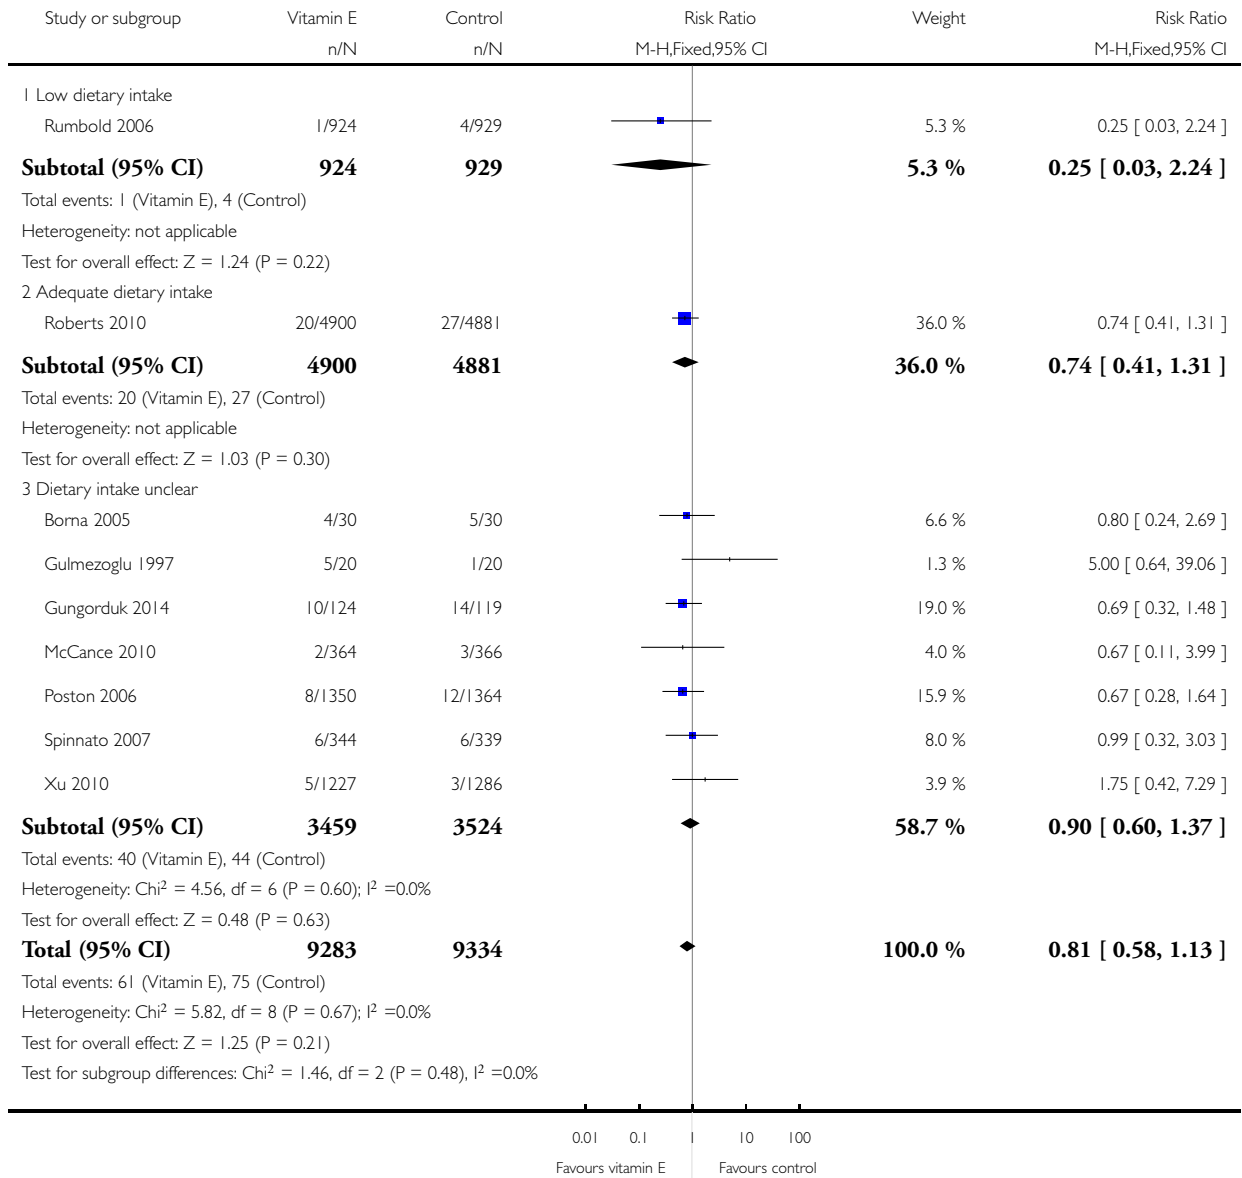 Study or subgroup Vitamin E Control Risk Ratio Weight Risk Ratio
n/N n/N M-H,Fixed,95% CI M-H,Fixed,95% CI
1 Low dietary intake
Rumbold 2006 1/924 4/929 5.3 % 0.25 [ 0.03, 2.24 ]
Subtotal (95% CI) 924 929 5.3 % 0.25 [ 0.03, 2.24 ]
Total events: 1 (Vitamin E), 4 (Control)
Heterogeneity: not applicable
Test for overall effect: Z = 1.24 (P = 0.22)
2 Adequate dietary intake
Roberts 2010 20/4900 27/4881 36.0 % 0.74 [ 0.41, 1.31 ]
Subtotal (95% CI) 4900 4881 36.0 % 0.74 [ 0.41, 1.31 ]
Total events: 20 (Vitamin E), 27 (Control)
Heterogeneity: not applicable
Test for overall effect: Z = 1.03 (P = 0.30)
3 Dietary intake unclear
Borna 2005 4/30 5/30 6.6 % 0.80 [ 0.24, 2.69 ]
Gulmezoglu 1997 5/20 1/20 1.3 % 5.00 [ 0.64, 39.06 ]
Gungorduk 2014 10/124 14/119 19.0 % 0.69 [ 0.32, 1.48 ]
McCance 2010 2/364 3/366 4.0 % 0.67 [ 0.11, 3.99 ]
Poston 2006 8/1350 12/1364 15.9 % 0.67 [ 0.28, 1.64 ]
Spinnato 2007 6/344 6/339 8.0 % 0.99 [ 0.32, 3.03 ]
Xu 2010 5/1227 3/1286 3.9 % 1.75 [ 0.42, 7.29 ]
Subtotal (95% CI) 3459 3524 58.7 % 0.90 [ 0.60, 1.37 ]
Total events: 40 (Vitamin E), 44 (Control)
Heterogeneity: Chi² = 4.56, df = 6 (P = 0.60); I² =0.0%
Test for overall effect: Z = 0.48 (P = 0.63)
Total (95% CI) 9283 9334 100.0 % 0.81 [ 0.58, 1.13 ]
Total events: 61 (Vitamin E), 75 (Control)
Heterogeneity: Chi² = 5.82, df = 8 (P = 0.67); I² =0.0%
Test for overall effect: Z = 1.25 (P = 0.21)
Test for subgroup differences: Chi² = 1.46, df = 2 (P = 0.48), I² =0.0%
0.01 0.1 1 10 100
Favours vitamin E Favours control